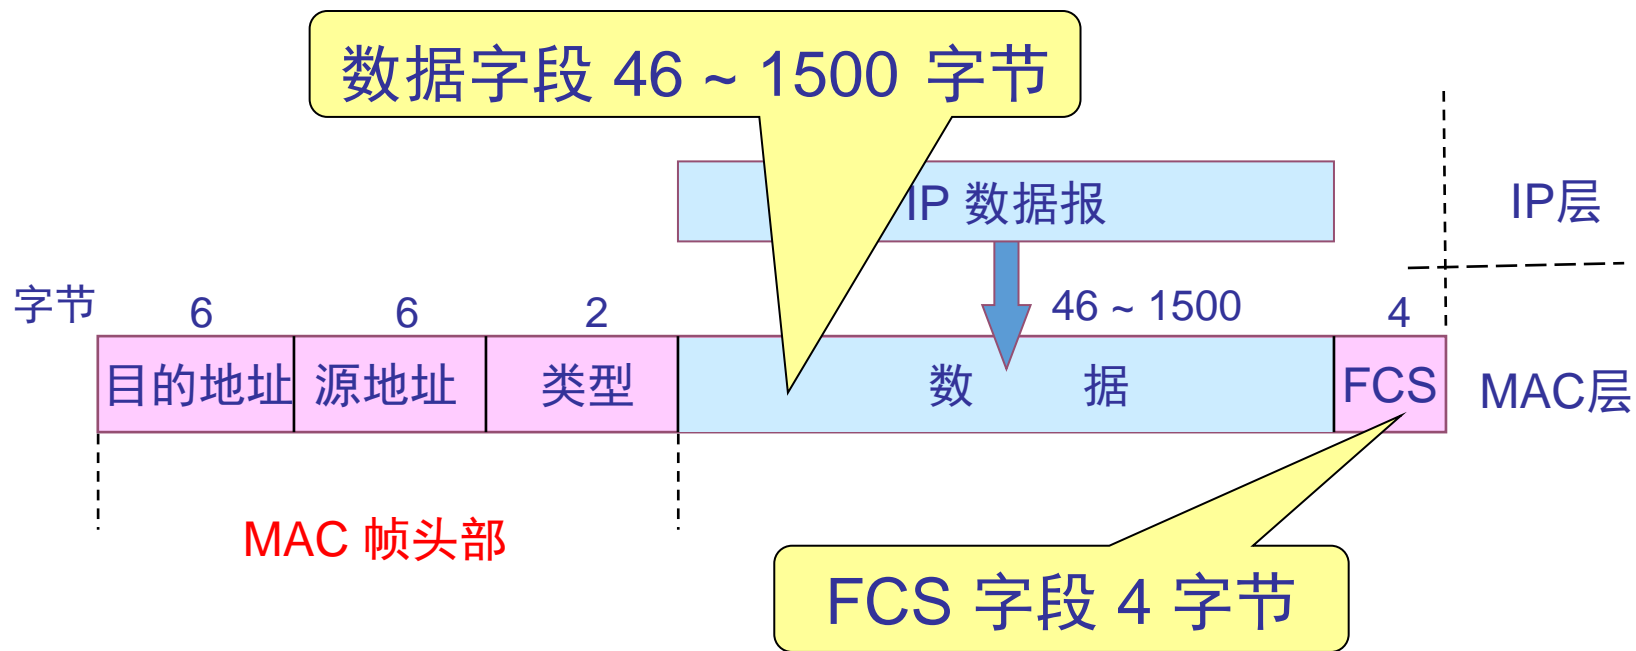 数据字段 46 ~ 1500 字节
IP 数据报
IP层
字节
6
6
2
46 ~ 1500
4
目的地址
源地址
类型
数 据
FCS
MAC层
MAC 帧头部
FCS 字段 4 字节